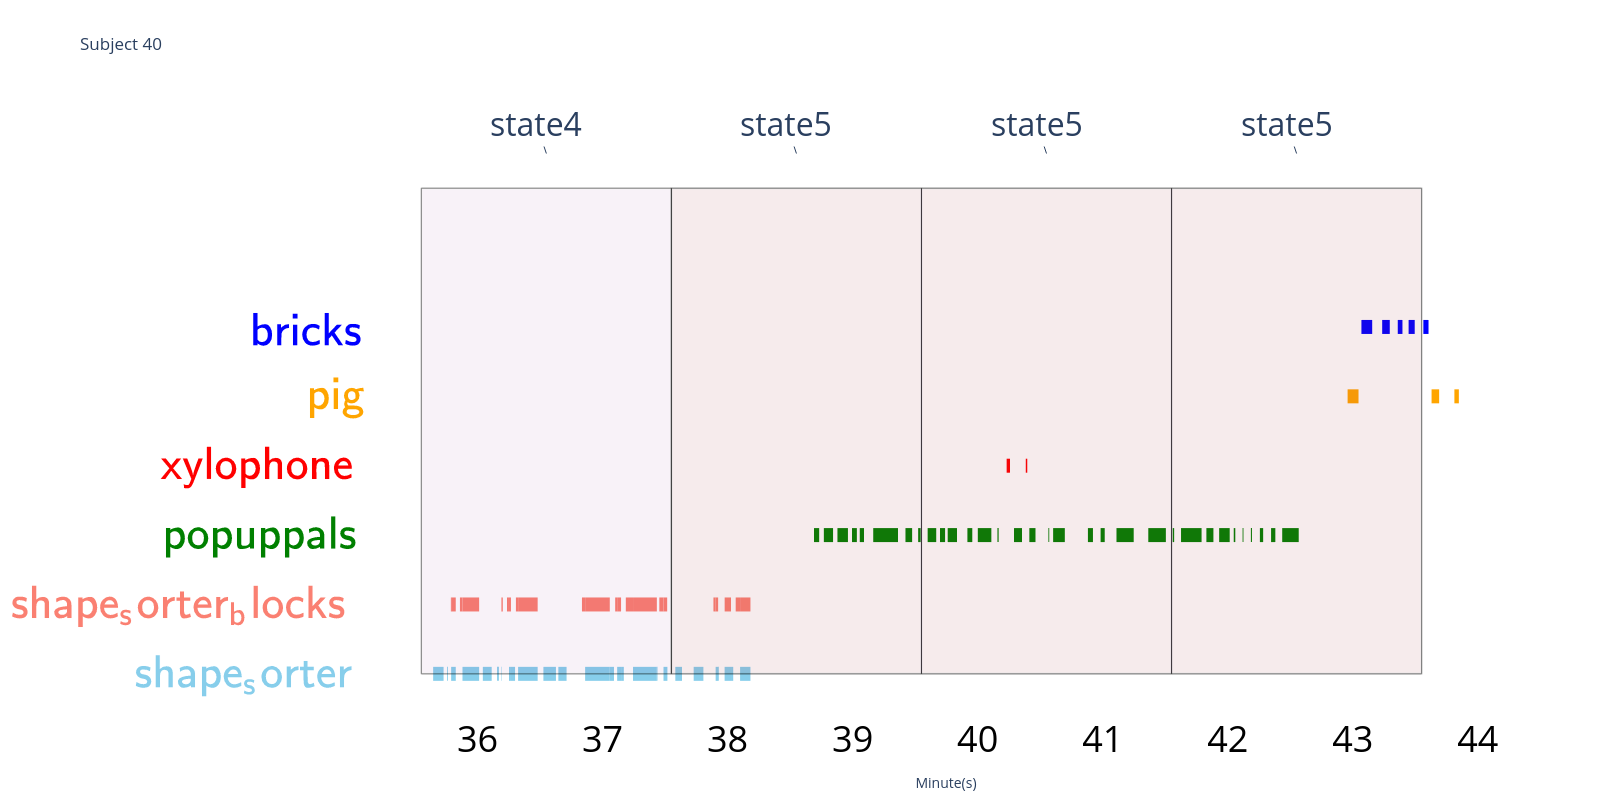 Subject 40
state4 state5 state5 state5
bricks
pig
xylophone
popuppals
shapesorterblocks
shapesorter
36 37 38 39 40 41 42 43 44
Minute(s)